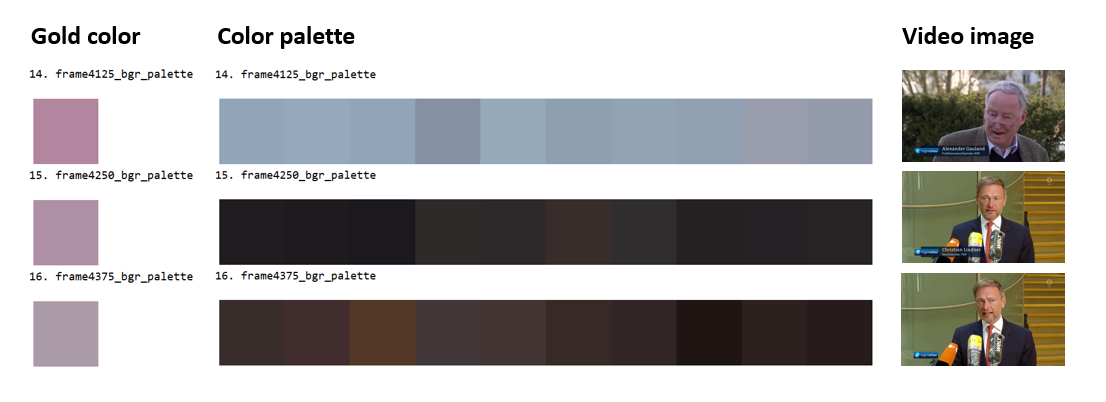 Gold color Color palette Video image
14. frame4125_bgr_palette 14. frame4125_bgr_palette
Alexander Gauland
15. frame4250_bgr_palette 15. frame4250_bgr_palette
Christian Lindner
16. frame4375_bgr_palette 16. frame4375_bgr_palette